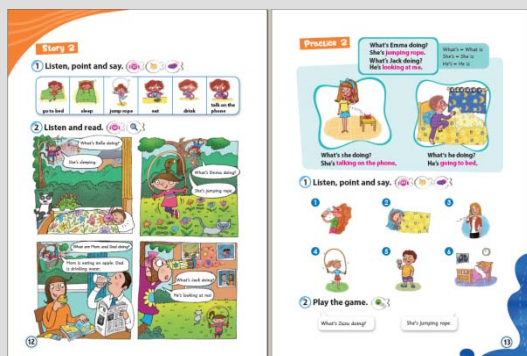 Story 2
1 Listen, point and say.
go to bed
sleep
jump rope
eat
drink
talk on the
phone
2 Listen and read.
What's Bella doing?
She's sleeping.
What's Emma doing?
She's jumping rope.
What are Mom and Dad doing?
Mom is eating an apple. Dad
is drinking water.
What's Jack doing?
He's looking at me!
12
Practice 2
What's Emma doing?
She's jumping rope.
What's Jack doing?
He's looking at me.
What's = What is
She's = She is
He's = He is
What's she doing?
She's talking on the phone.
What's he doing?
He's going to bed.
1 Listen, point and say.
1
2
3
4
5
6
2 Play the game.
What's Suzu doing?
She's jumping rope.
13